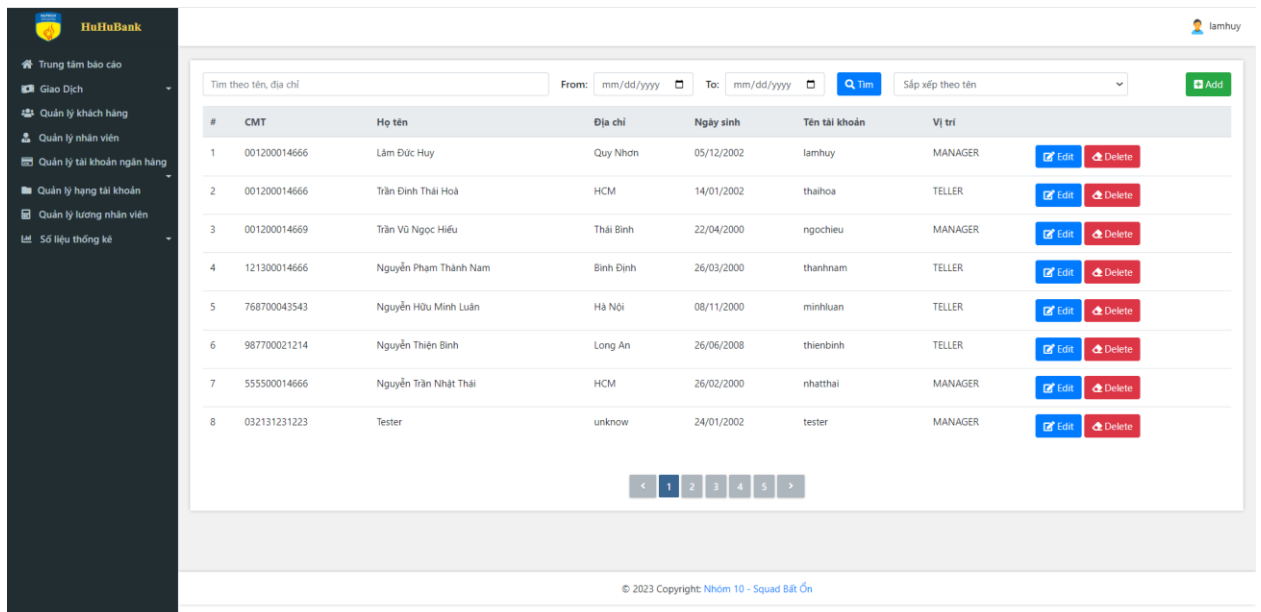 HuHuBank
lamhuy
Trung tâm báo cáo
Giao Dịch
Quản lý khách hàng
Quản lý nhân viên
Quản lý tài khoản ngân hàng
Quản lý hạng tài khoản
Quản lý lương nhân viên
Số liệu thống kê
Tìm theo tên, địa chỉ From: mm/dd/yyyy To: mm/dd/yyyy Tìm Sắp xếp theo tên Add
# CMT Họ tên Địa chỉ Ngày sinh Tên tài khoản Vị trí
1 001200014666 Lâm Đức Huy Quy Nhơn 05/12/2002 lamhuy MANAGER Edit Delete
2 001200014666 Trần Đinh Thái Hoà HCM 14/01/2002 thaihoa TELLER Edit Delete
3 001200014669 Trần Vũ Ngọc Hiếu Thái Bình 22/04/2000 ngochieu MANAGER Edit Delete
4 121300014666 Nguyễn Phạm Thành Nam Bình Định 26/03/2000 thanhnam TELLER Edit Delete
5 768700043543 Nguyễn Hữu Minh Luân Hà Nội 08/11/2000 minhluan TELLER Edit Delete
6 987700021214 Nguyễn Thiện Bình Long An 26/06/2008 thienbinh TELLER Edit Delete
7 555500014666 Nguyễn Trần Nhật Thái HCM 26/02/2000 nhatthai MANAGER Edit Delete
8 032131231223 Tester unknow 24/01/2002 tester MANAGER Edit Delete
‹ 1 2 3 4 5 ›
© 2023 Copyright: Nhóm 10 - Squad Bất Ổn